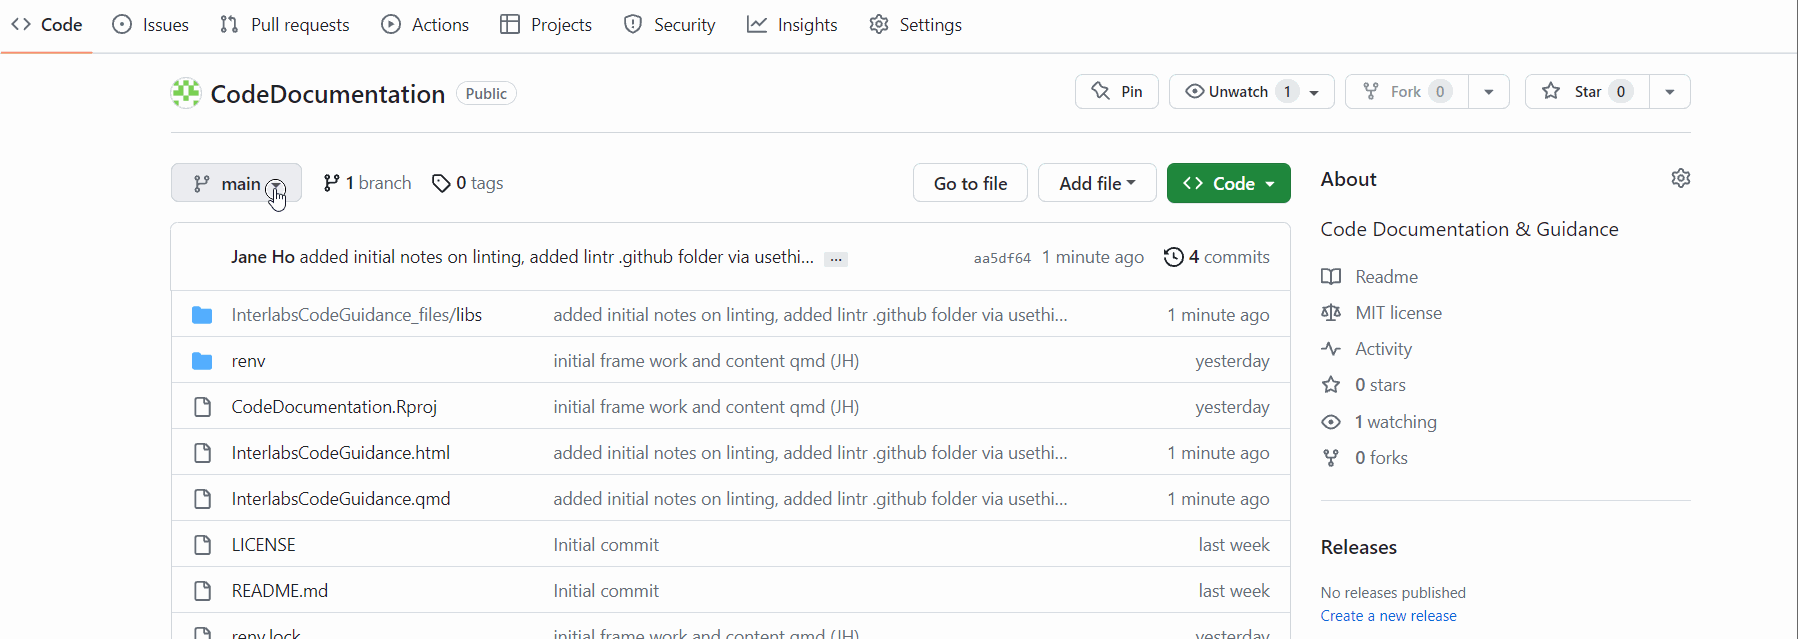 Code Issues Pull requests Actions Projects Security Insights Settings
CodeDocumentation Public Pin Unwatch 1 Fork 0 Star 0
main 1 branch 0 tags Go to file Add file Code
Jane Ho added initial notes on linting, added lintr .github folder via usethi... ... aa5df64 1 minute ago 4 commits
InterlabsCodeGuidance_files/libs added initial notes on linting, added lintr .github folder via usethi... 1 minute ago
renv initial frame work and content qmd (JH) yesterday
CodeDocumentation.Rproj initial frame work and content qmd (JH) yesterday
InterlabsCodeGuidance.html added initial notes on linting, added lintr .github folder via usethi... 1 minute ago
InterlabsCodeGuidance.qmd added initial notes on linting, added lintr .github folder via usethi... 1 minute ago
LICENSE Initial commit last week
README.md Initial commit last week
renv.lock initial frame work and content qmd (JH) yesterday
About
Code Documentation & Guidance
Readme
MIT license
Activity
0 stars
1 watching
0 forks
Releases
No releases published
Create a new release